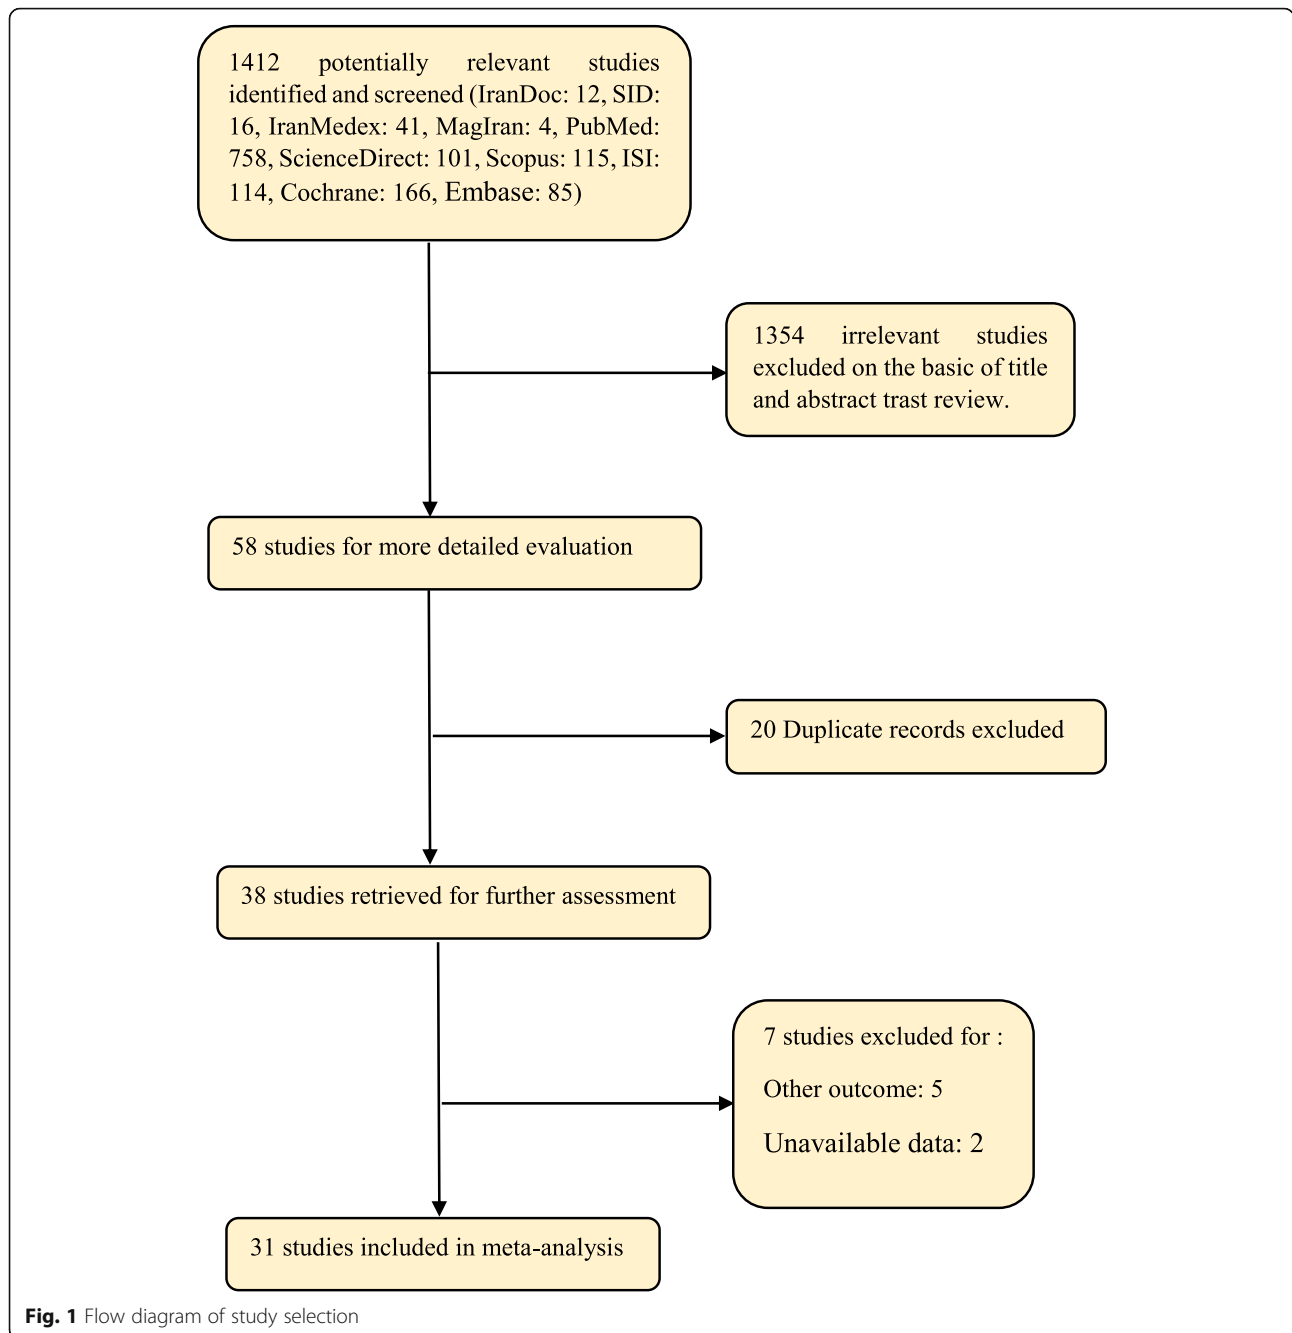 1412 potentially relevant studies
identified and screened (IranDoc: 12, SID:
16, IranMedex: 41, MagIran: 4, PubMed:
758, ScienceDirect: 101, Scopus: 115, ISI:
114, Cochrane: 166, Embase: 85)
1354 irrelevant studies
excluded on the basic of title
and abstract trast review.
58 studies for more detailed evaluation
20 Duplicate records excluded
38 studies retrieved for further assessment
7 studies excluded for :
Other outcome: 5
Unavailable data: 2
31 studies included in meta-analysis
Fig. 1 Flow diagram of study selection